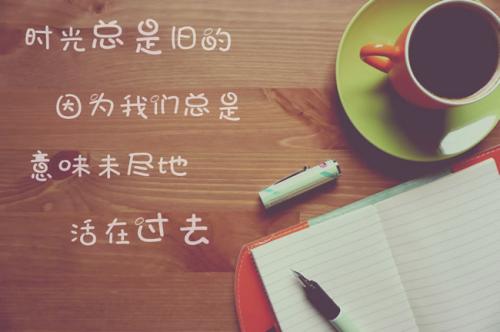 时光总是旧的
因为我们总是
意味未尽地
活在过去